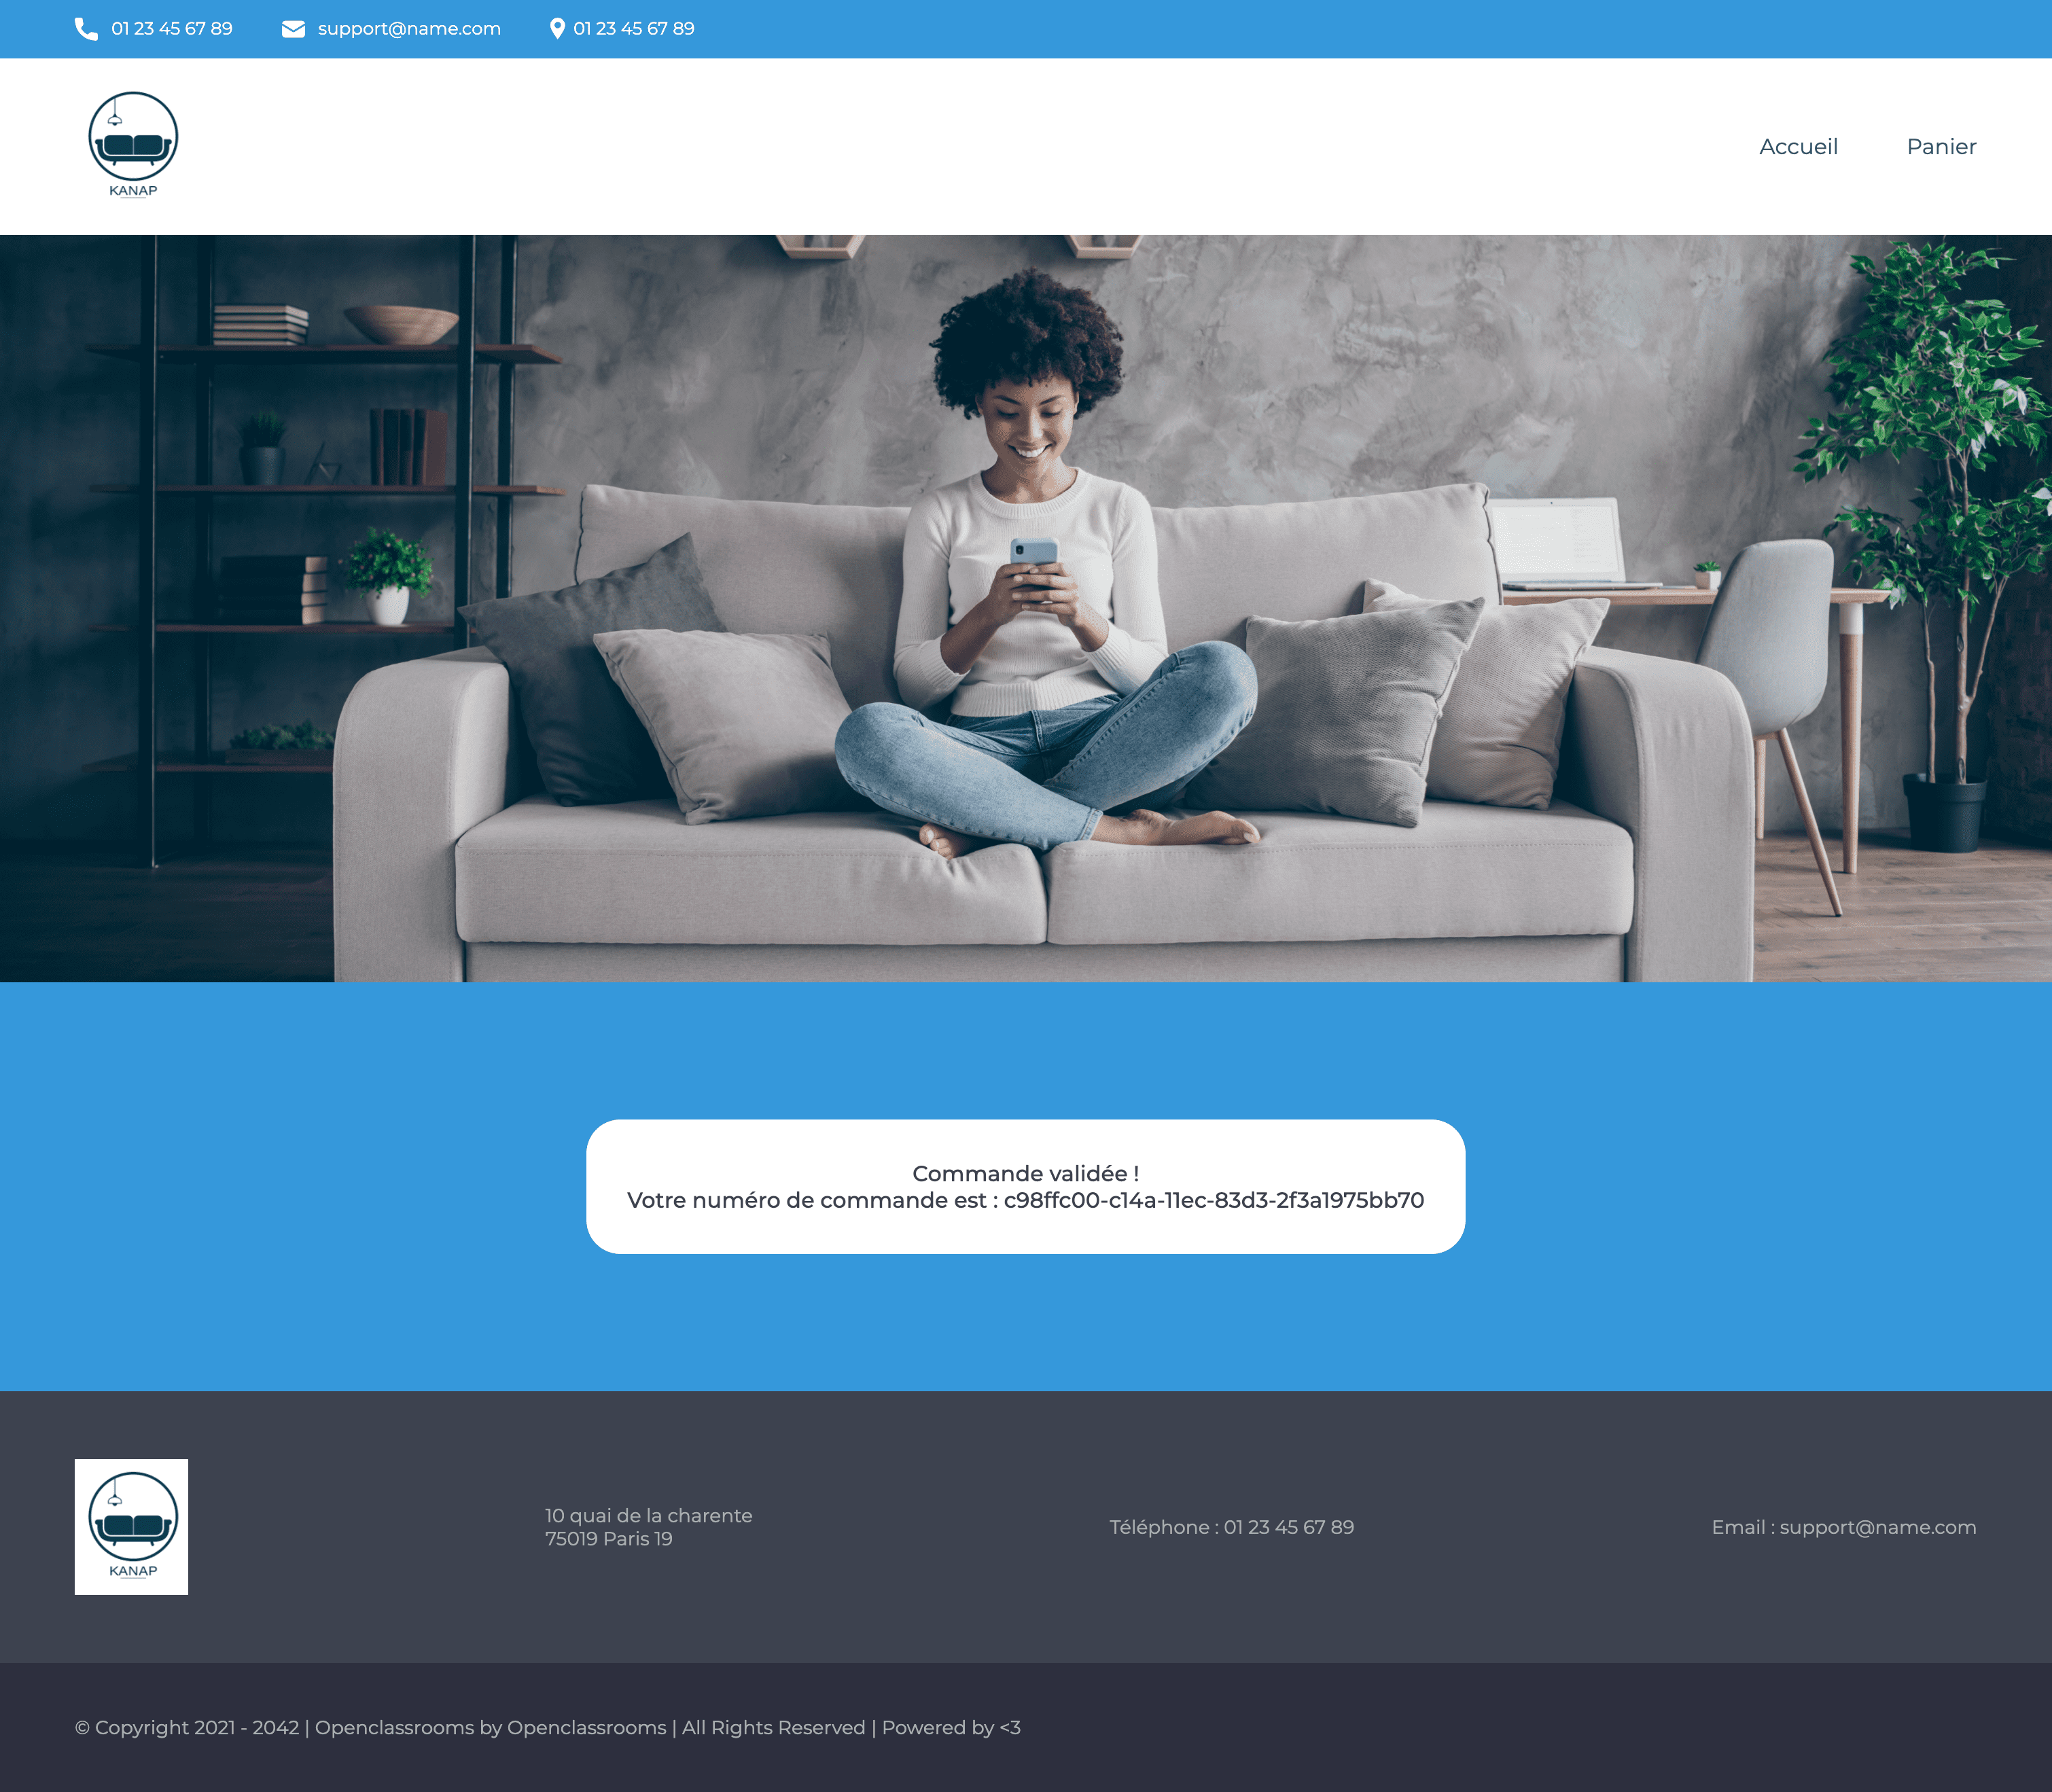 01 23 45 67 89
support@name.com
01 23 45 67 89
KANAP
Accueil
Panier
Commande validée !
Votre numéro de commande est : c98ffc00-c14a-11ec-83d3-2f3a1975bb70
KANAP
10 quai de la charente
75019 Paris 19
Téléphone : 01 23 45 67 89
Email : support@name.com
© Copyright 2021 - 2042 | Openclassrooms by Openclassrooms | All Rights Reserved | Powered by <3